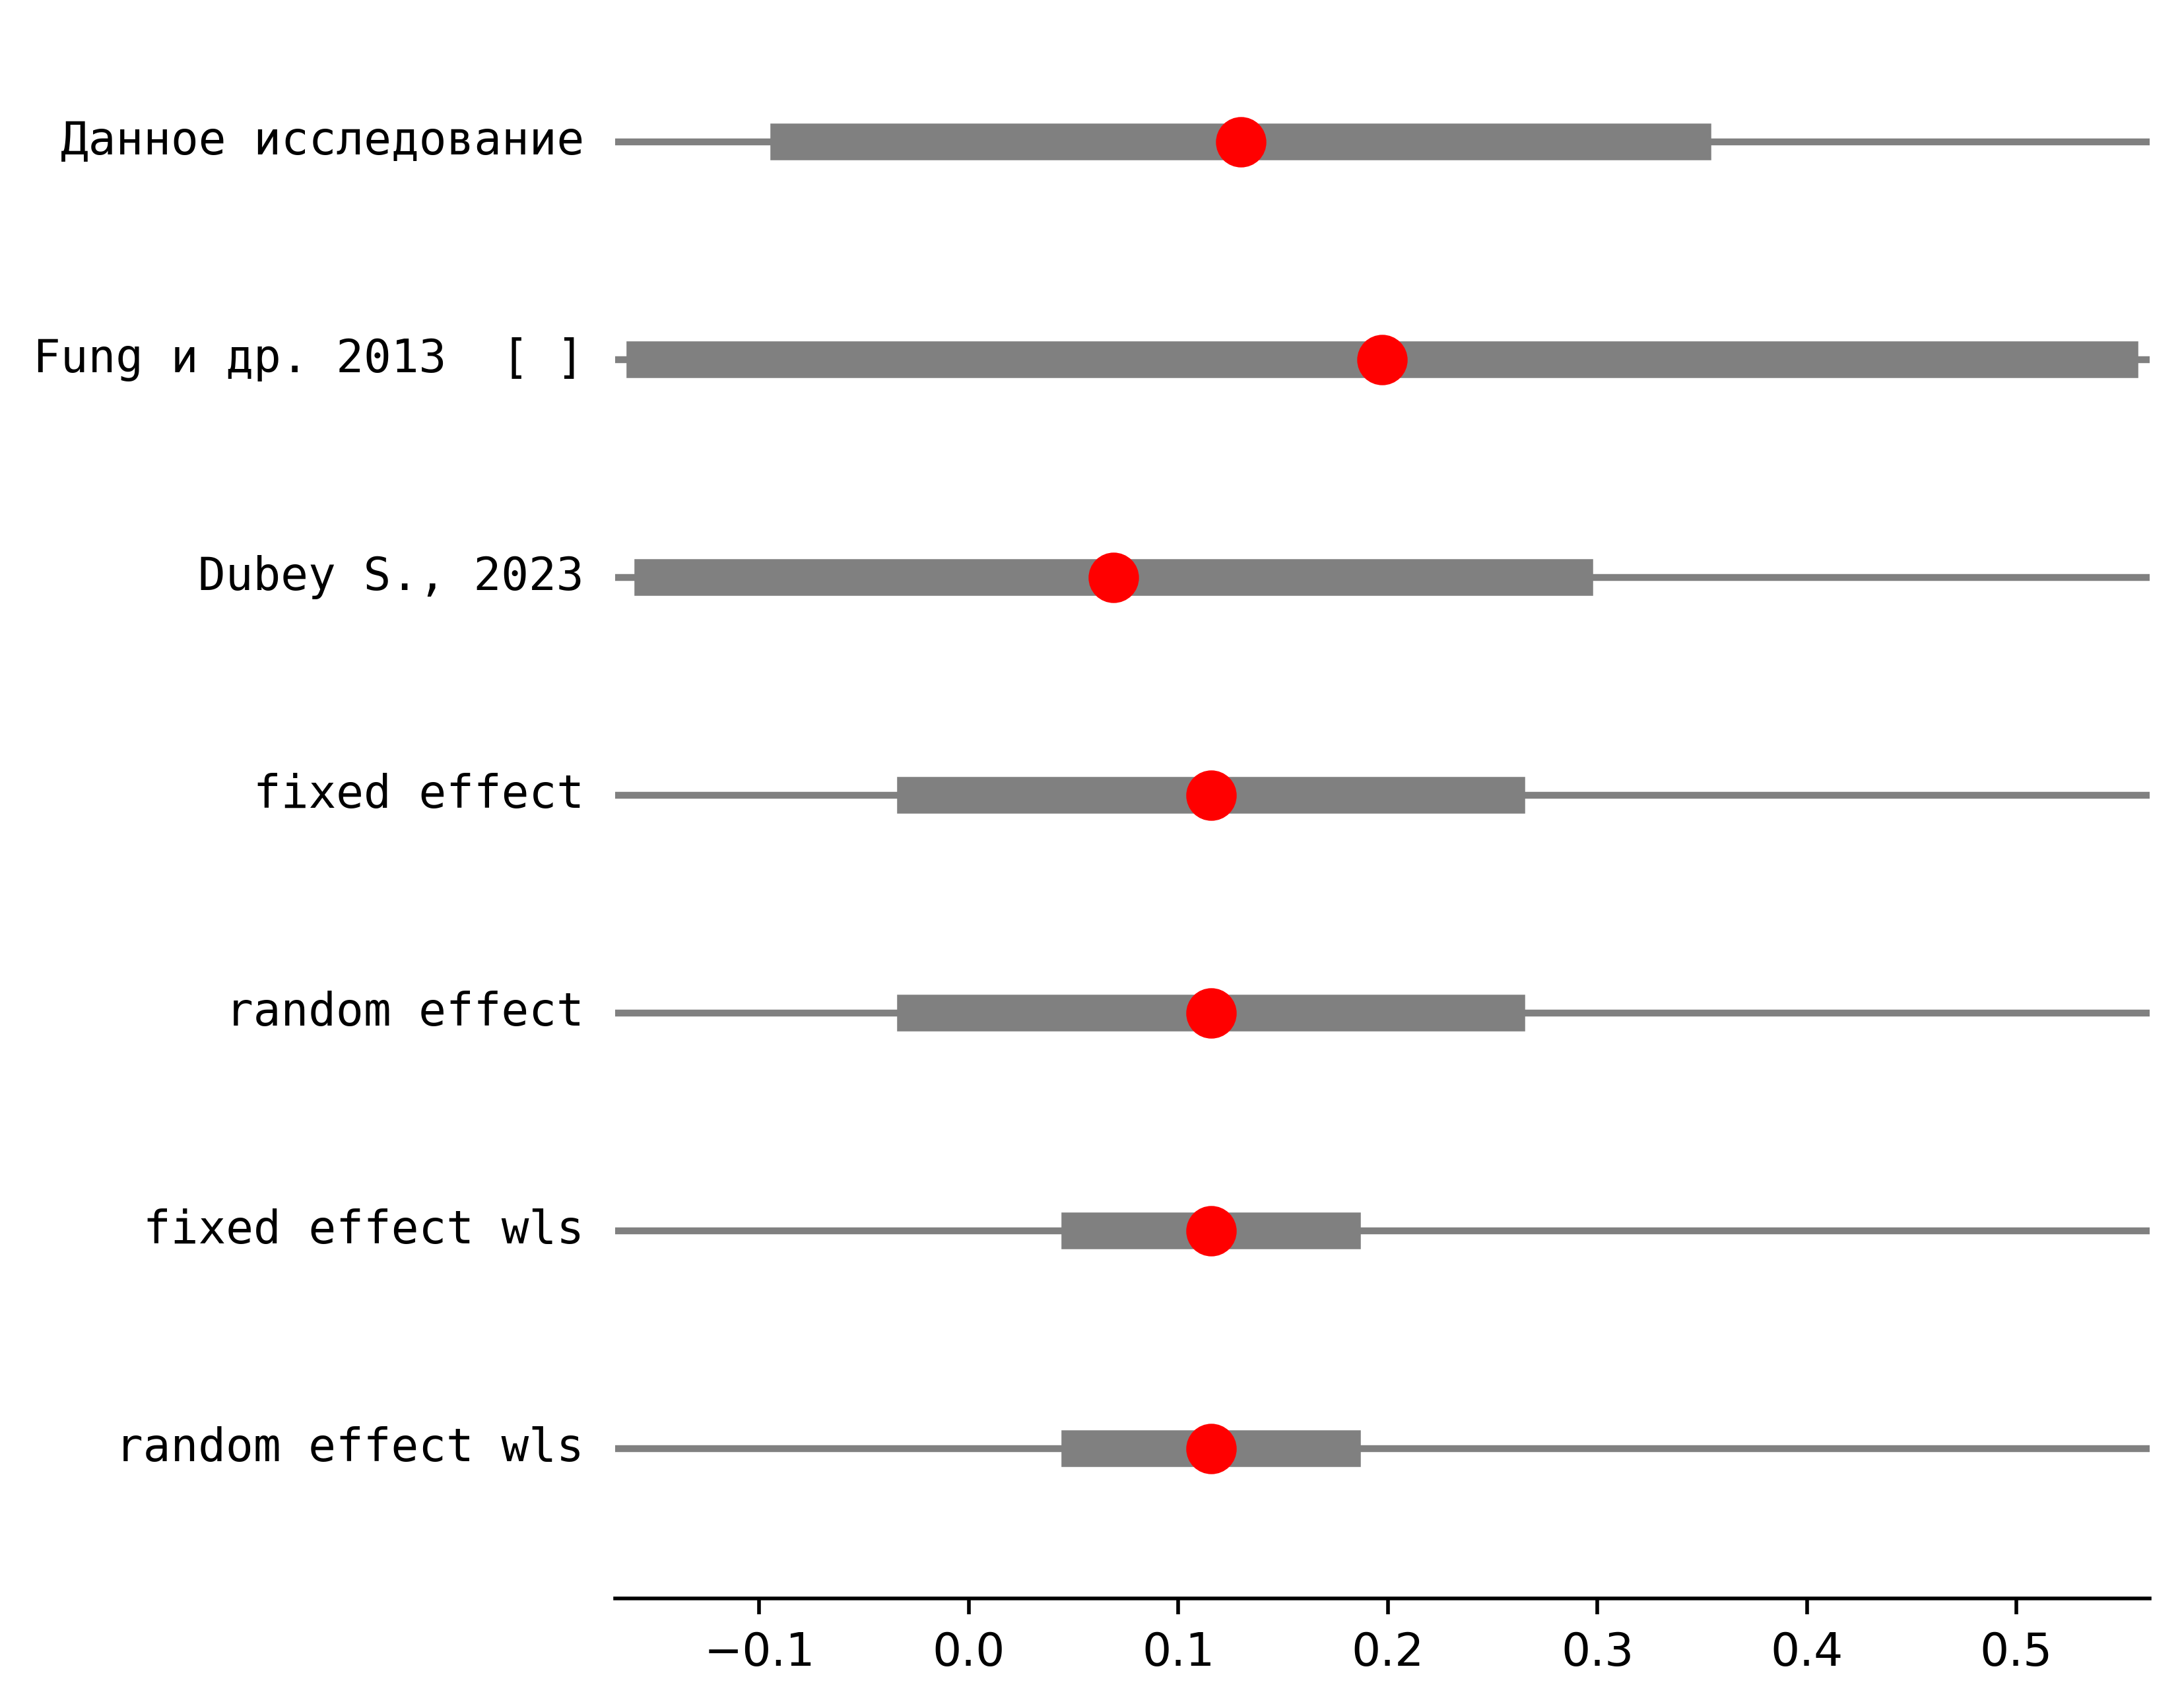 Данное исследование
Fung и др. 2013  [ ]
Dubey S., 2023
fixed effect
random effect
fixed effect wls
random effect wls
−0.1 0.0 0.1 0.2 0.3 0.4 0.5